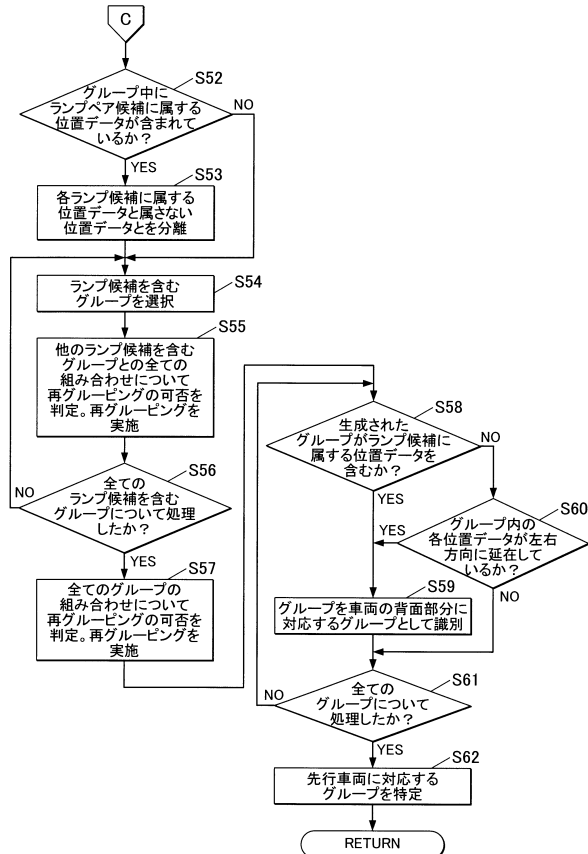 C
S52
グループ中に
ランプペア候補に属する
位置データが含まれて
いるか？
NO
YES
S53
各ランプ候補に属する
位置データと属さない
位置データとを分離
S54
ランプ候補を含む
グループを選択
S55
他のランプ候補を含む
グループとの全ての
組み合わせについて
再グルーピングの可否を
判定。再グルーピングを
実施
S56
全ての
ランプ候補を含む
グループについて処理
したか？
NO
YES
S57
全てのグループの
組み合わせについて
再グルーピングの可否を
判定。再グルーピングを
実施
S58
生成された
グループがランプ候補に
属する位置データを
含むか？
NO
YES
S60
グループ内の
各位置データが左右
方向に延在して
いるか？
YES
NO
S59
グループを車両の背面部分に
対応するグループとして識別
S61
全ての
グループについて
処理したか？
NO
YES
S62
先行車両に対応する
グループを特定
RETURN